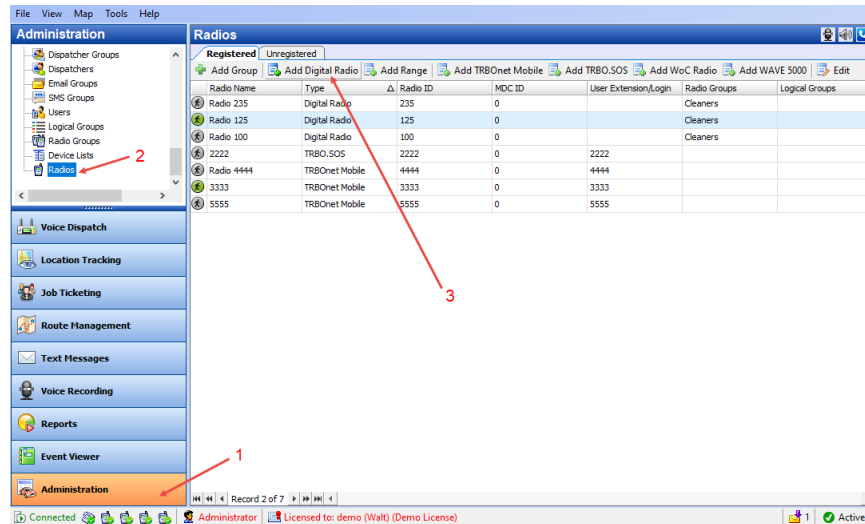 File View Map Tools Help
Administration
Radios
Dispatcher Groups
Dispatchers
Email Groups
SMS Groups
Users
Logical Groups
Radio Groups
Device Lists
Radios
2
Registered Unregistered
Add Group Add Digital Radio Add Range Add TRBOnet Mobile Add TRBO.SOS Add WoC Radio Add WAVE 5000 Edit
Radio Name Type Radio ID MDC ID User Extension/Login Radio Groups Logical Groups
Radio 235 Digital Radio 235 0 Cleaners
Radio 125 Digital Radio 125 0 Cleaners
Radio 100 Digital Radio 100 0 Cleaners
2222 TRBO.SOS 2222 0 2222
Radio 4444 TRBOnet Mobile 4444 0 4444
3333 TRBOnet Mobile 3333 0 3333
5555 TRBOnet Mobile 5555 0 5555
3
Voice Dispatch
Location Tracking
Job Ticketing
Route Management
Text Messages
Voice Recording
Reports
Event Viewer
1
Administration
Record 2 of 7
Connected Administrator Licensed to: demo (Walt) (Demo License) 1 Active